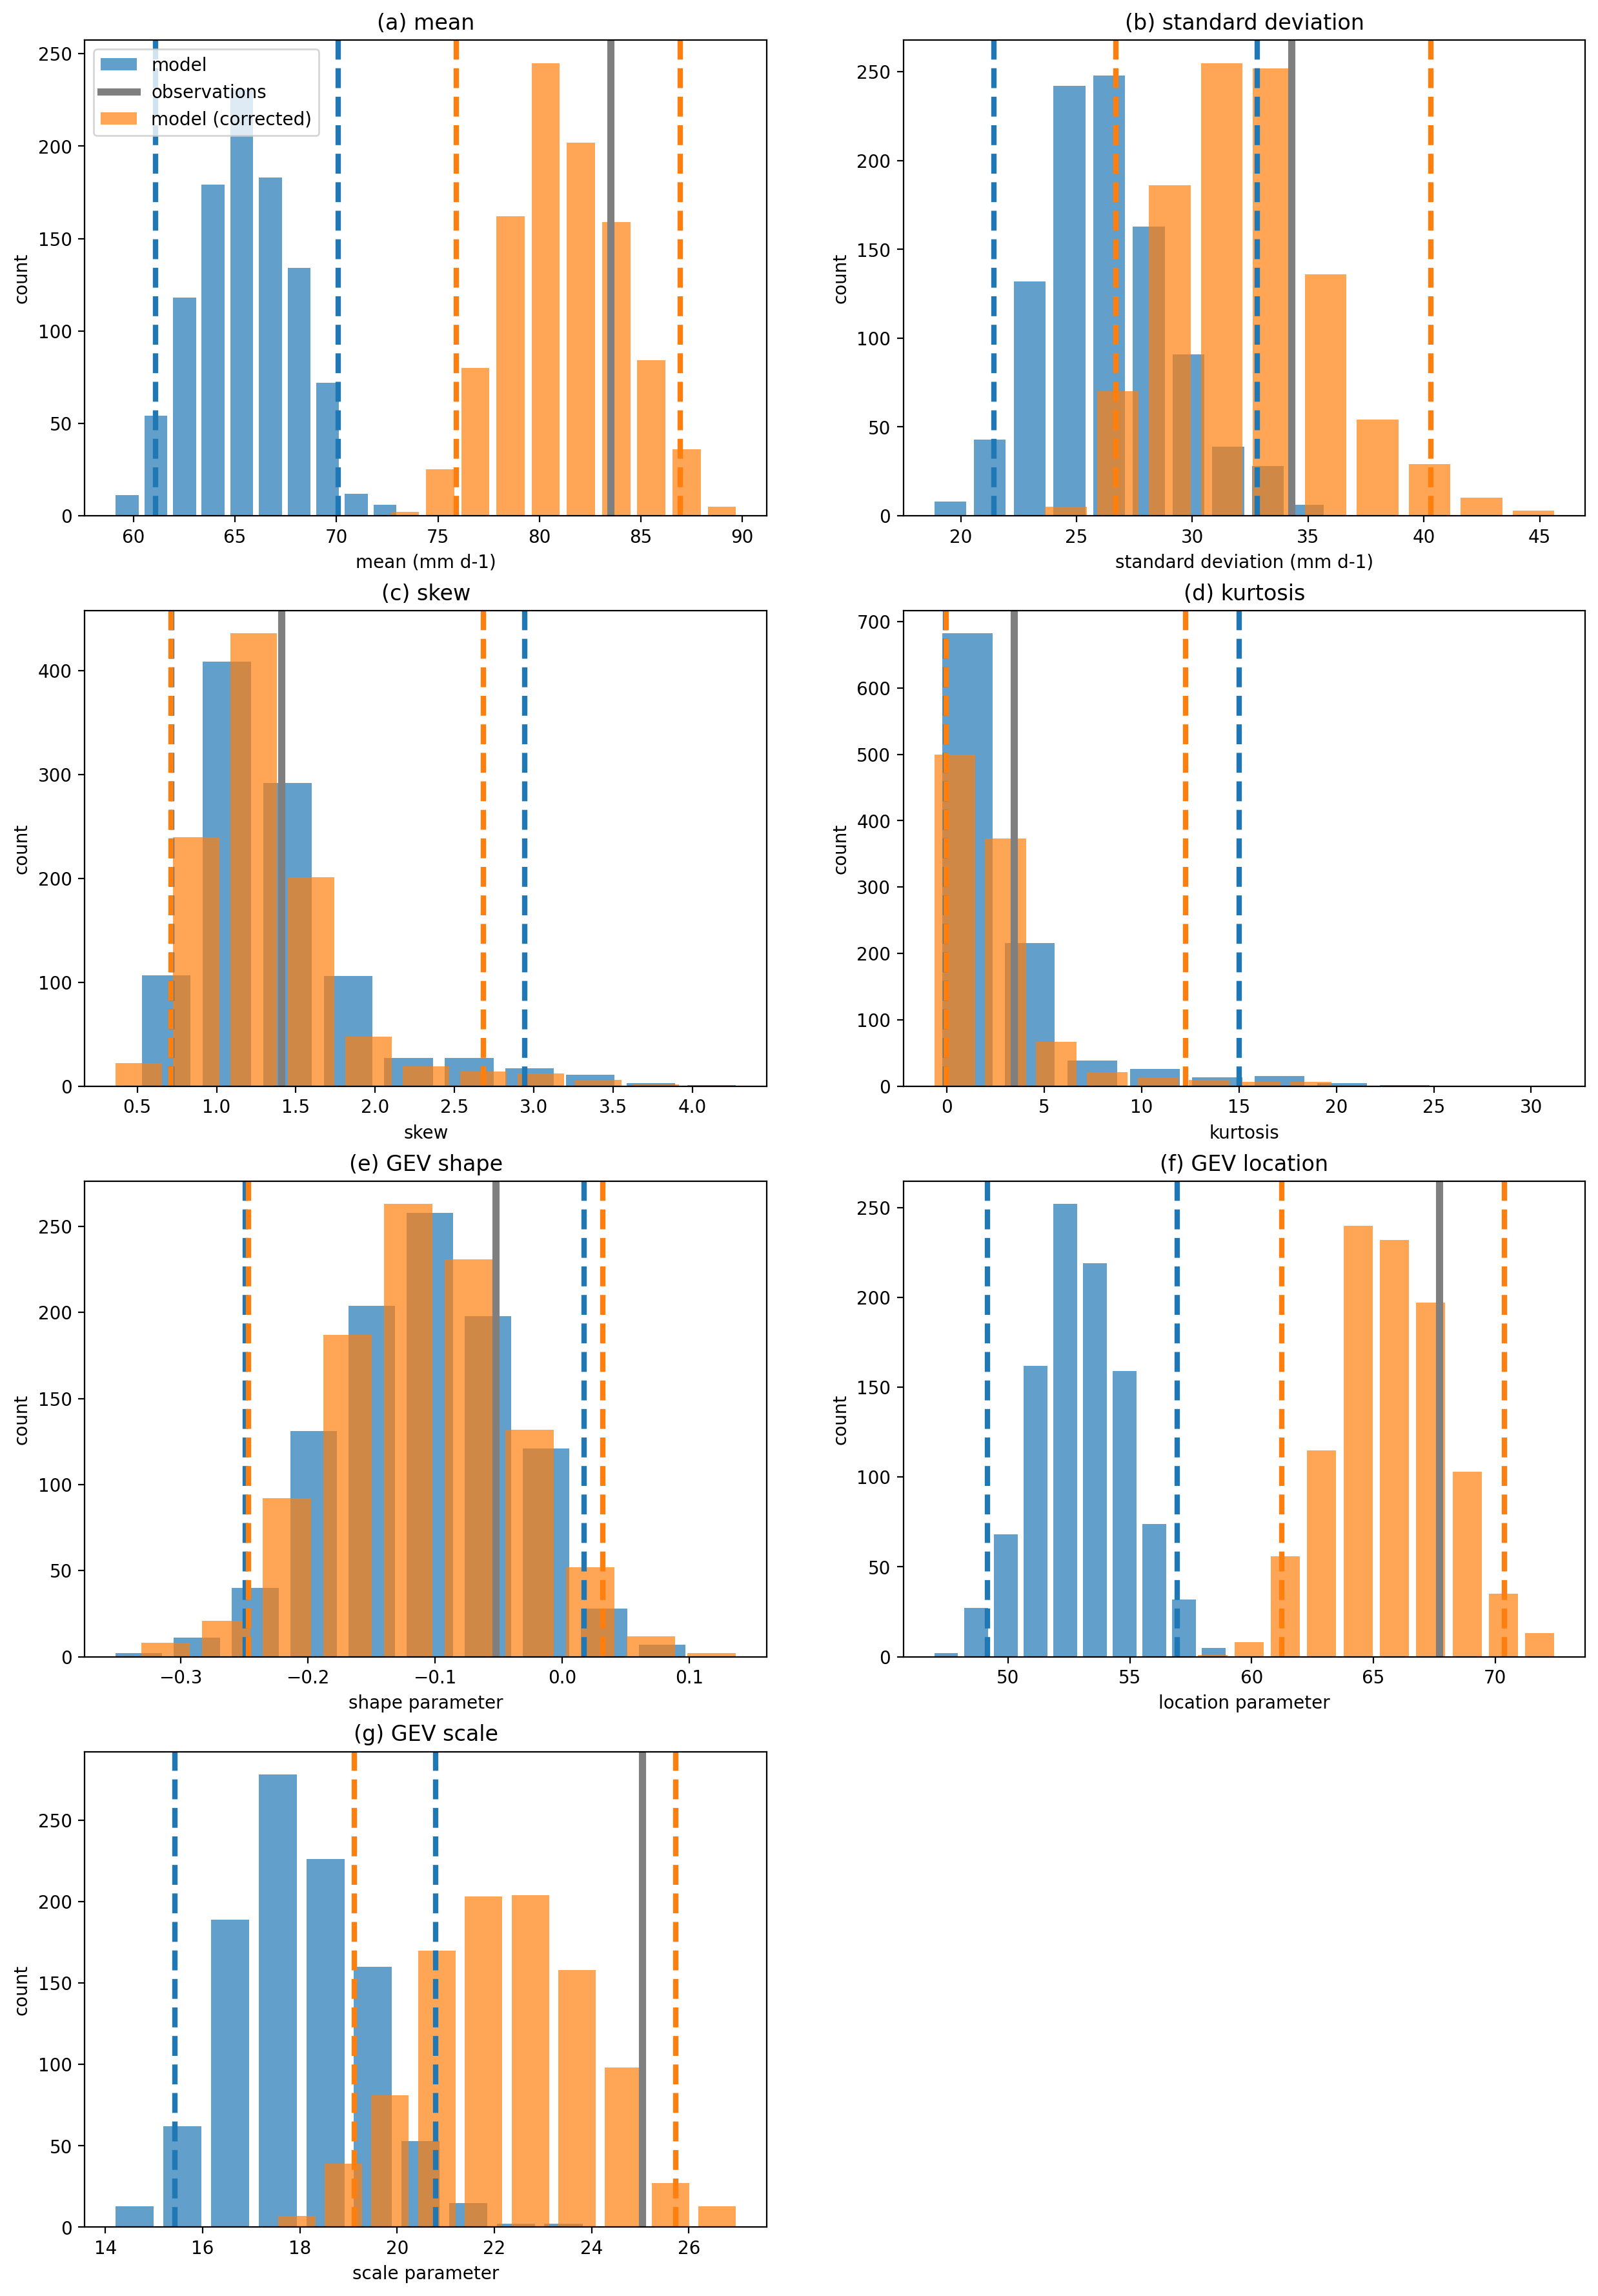 (a) mean
250
200
150
100
50
0
count
model
observations
model (corrected)
60 65 70 75 80 85 90
mean (mm d-1)
(b) standard deviation
250
200
150
100
50
0
count
20 25 30 35 40 45
standard deviation (mm d-1)
(c) skew
400
300
200
100
0
count
0.5 1.0 1.5 2.0 2.5 3.0 3.5 4.0
skew
(d) kurtosis
700
600
500
400
300
200
100
0
count
0 5 10 15 20 25 30
kurtosis
(e) GEV shape
250
200
150
100
50
0
count
−0.3 −0.2 −0.1 0.0 0.1
shape parameter
(f) GEV location
250
200
150
100
50
0
count
50 55 60 65 70
location parameter
(g) GEV scale
250
200
150
100
50
0
count
14 16 18 20 22 24 26
scale parameter